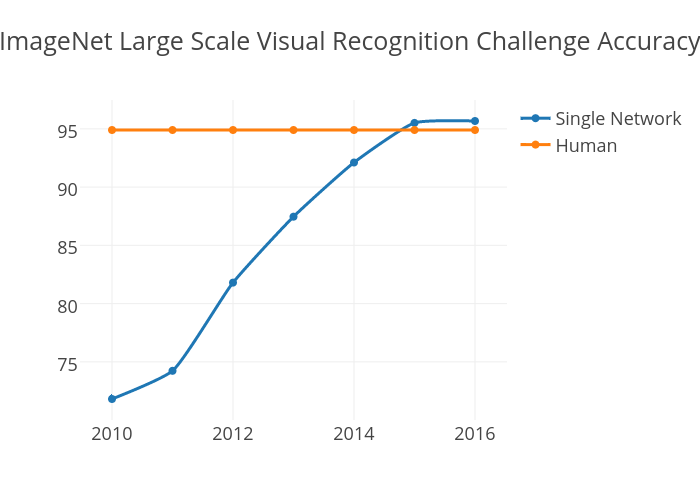 ImageNet Large Scale Visual Recognition Challenge Accuracy
Single Network
Human
95
90
85
80
75
2010 2012 2014 2016